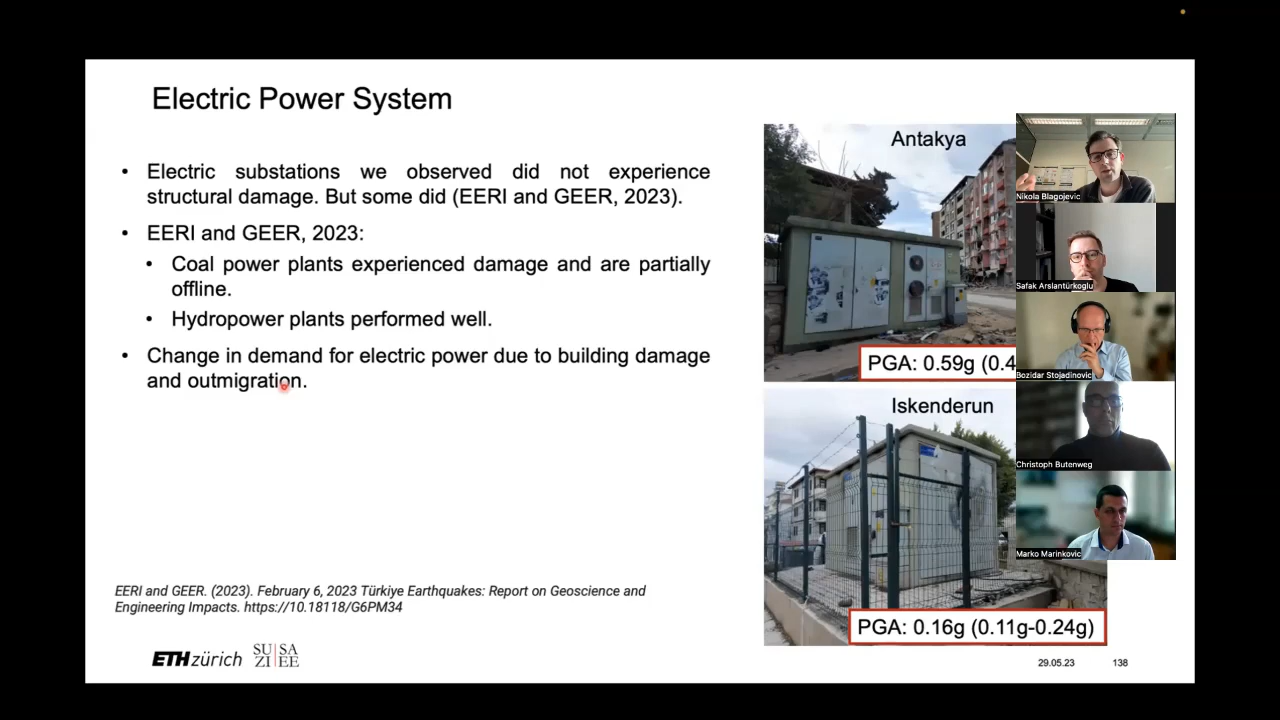 Electric Power System
• Electric substations we observed did not experience
structural damage. But some did (EERI and GEER, 2023).
• EERI and GEER, 2023:
• Coal power plants experienced damage and are partially
offline.
• Hydropower plants performed well.
• Change in demand for electric power due to building damage
and outmigration.
EERI and GEER. (2023). February 6, 2023 Türkiye Earthquakes: Report on Geoscience and
Engineering Impacts. https://10.18118/G6PM34
ETH zürich
SU|SA
ZI|EE
Antakya
PGA: 0.59g (0.4
Iskenderun
PGA: 0.16g (0.11g-0.24g)
Nikola Blagojevic
Safak Arslantürkoglu
Bozidar Stojadinovic
Christoph Butenweg
Marko Marinkovic
29.05.23
138